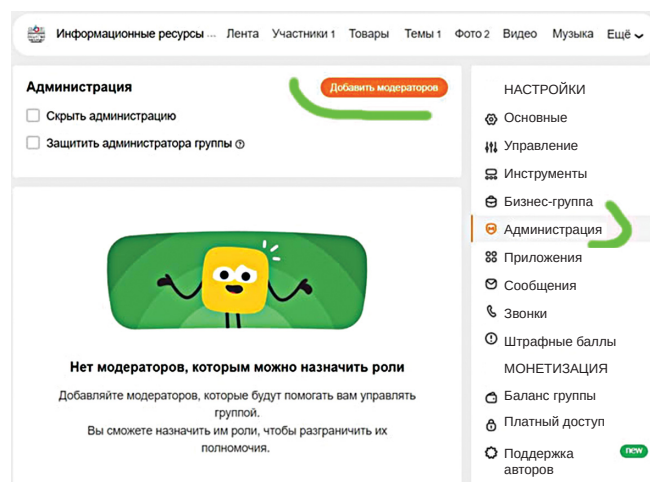 Информационные ресурсы ... Лента Участники 1 Товары Темы 1 Фото 2 Видео Музыка Ещё
Администрация
Добавить модераторов
Скрыть администрацию
Защитить администратора группы ?
Нет модераторов, которым можно назначить роли
Добавляйте модераторов, которые будут помогать вам управлять
группой.
Вы сможете назначить им роли, чтобы разграничить их
полномочия.
НАСТРОЙКИ
Основные
Управление
Инструменты
Бизнес-группа
Администрация
Приложения
Сообщения
Звонки
Штрафные баллы
МОНЕТИЗАЦИЯ
Баланс группы
Платный доступ
Поддержка new
авторов